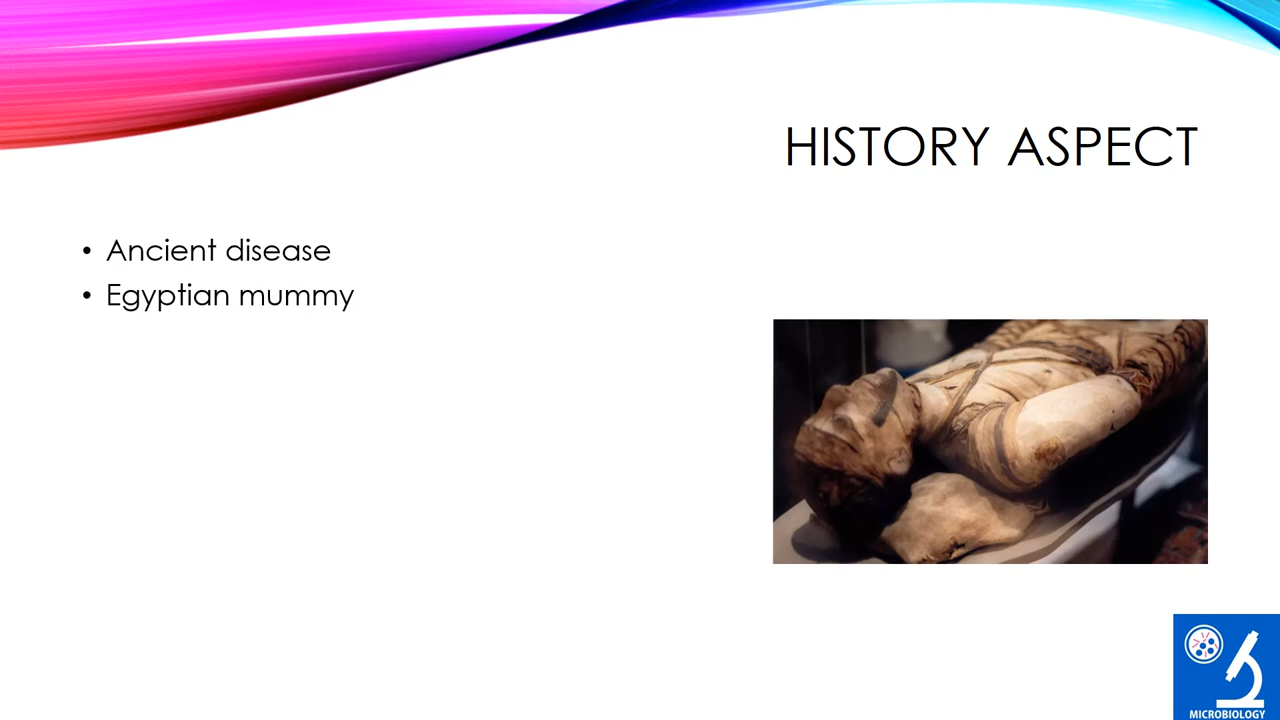 HISTORY ASPECT
• Ancient disease
• Egyptian mummy
MICROBIOLOGY